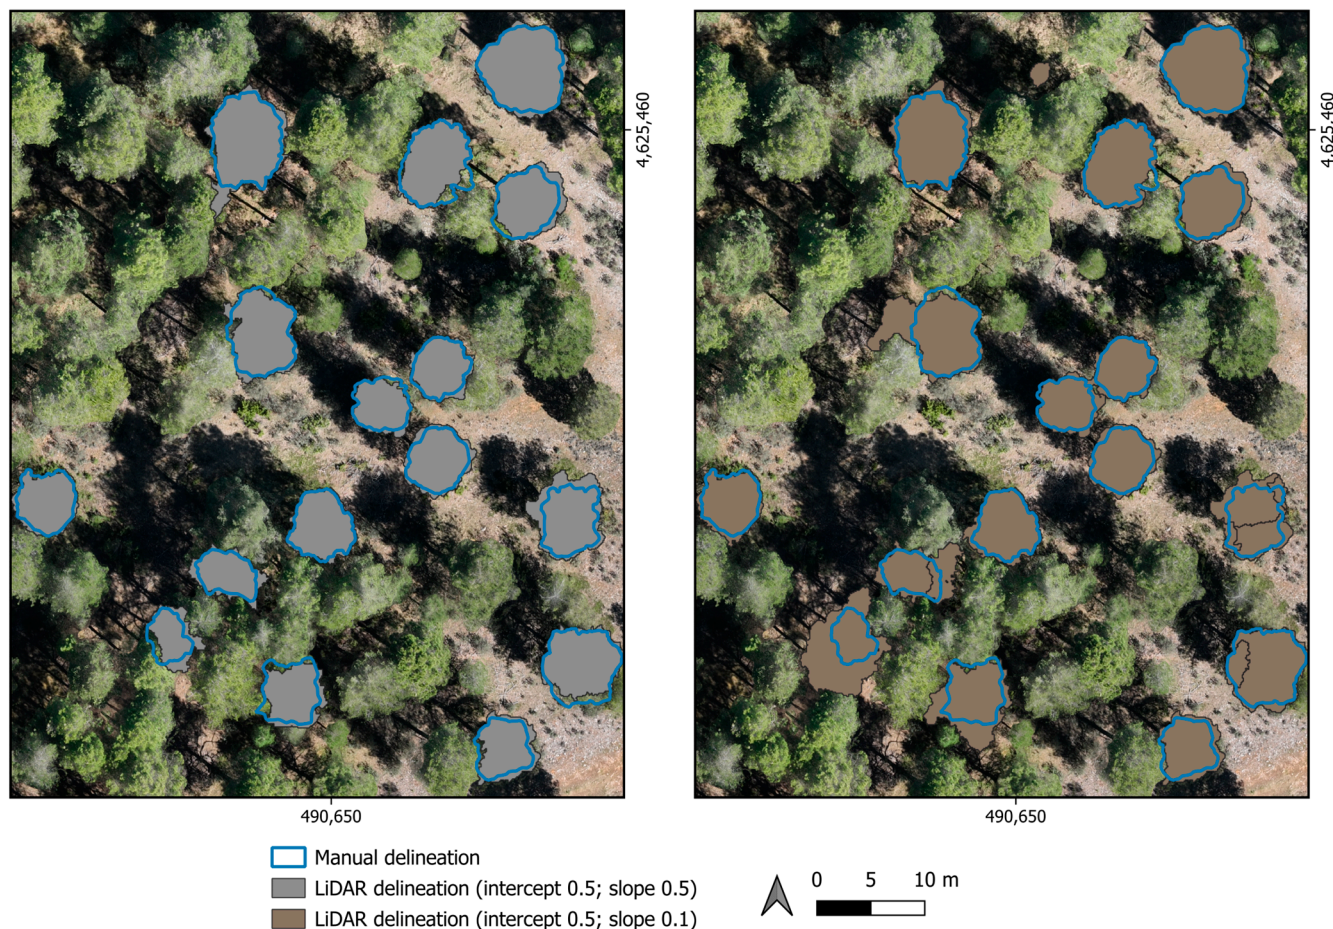 4,625,460
4,625,460
490,650
490,650
Manual delineation
LiDAR delineation (intercept 0.5; slope 0.5)
LiDAR delineation (intercept 0.5; slope 0.1)
0 5 10 m